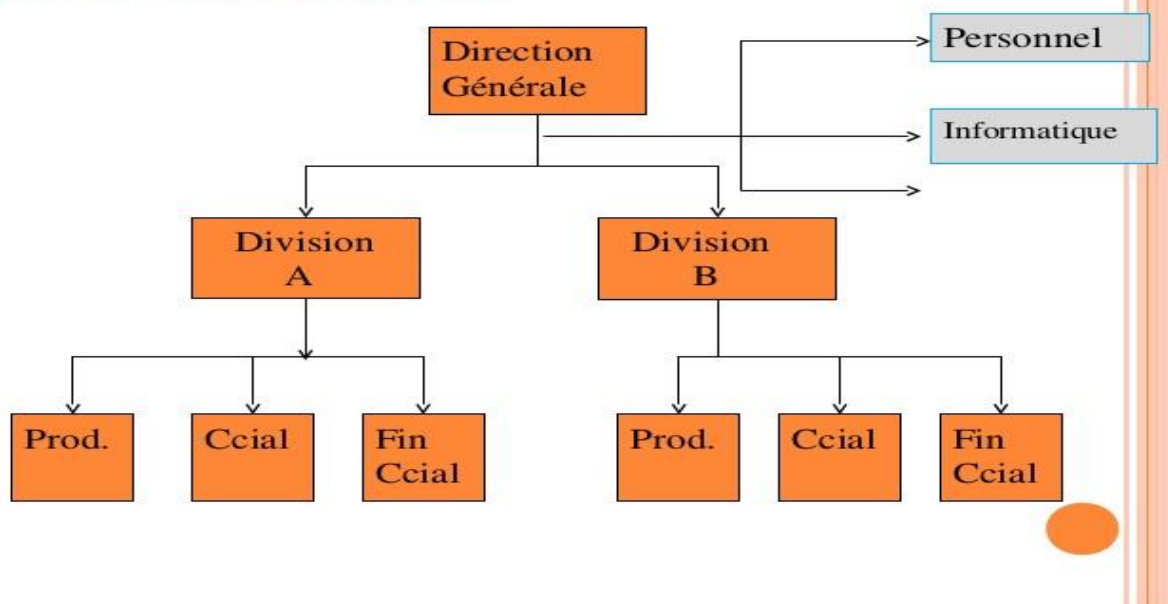 Direction
Générale
Personnel
Informatique
Division
A
Division
B
Prod.
Ccial
Fin
Ccial
Prod.
Ccial
Fin
Ccial